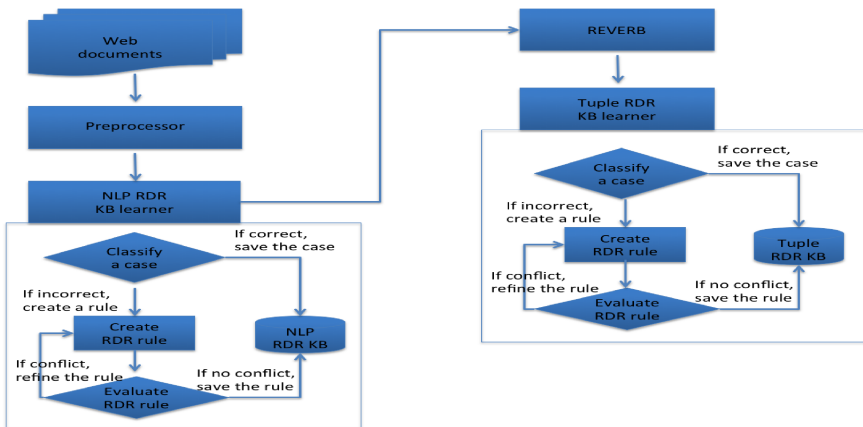 Web
documents
Preprocessor
NLP RDR
KB learner
Classify
a case
If correct,
save the case
If incorrect,
create a rule
Create
RDR rule
NLP
RDR KB
If conflict,
refine the rule
If no conflict,
save the rule
Evaluate
RDR rule
REVERB
Tuple RDR
KB learner
Classify
a case
If correct,
save the case
If incorrect,
create a rule
Create
RDR rule
Tuple
RDR KB
If conflict,
refine the rule
If no conflict,
save the rule
Evaluate
RDR rule